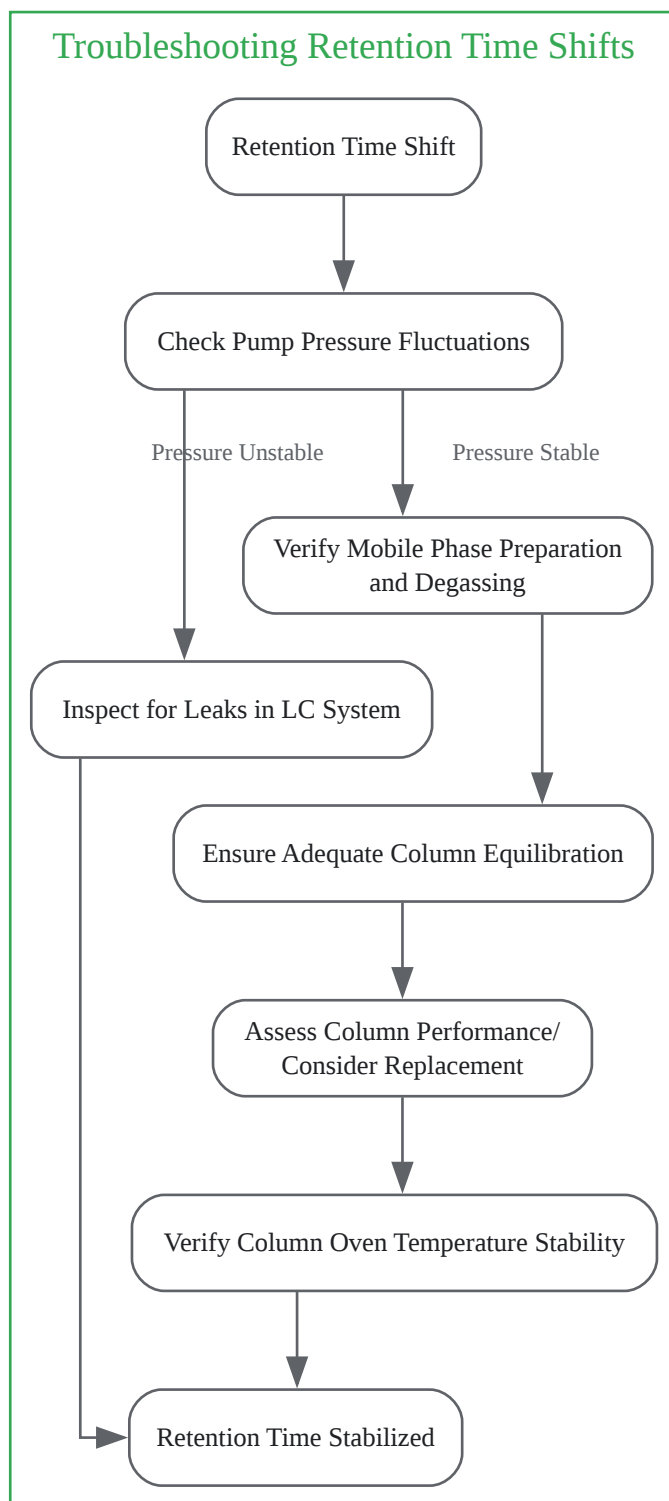 Troubleshooting Retention Time Shifts
Retention Time Shift
Check Pump Pressure Fluctuations
Pressure Unstable
Pressure Stable
Verify Mobile Phase Preparation
and Degassing
Inspect for Leaks in LC System
Ensure Adequate Column Equilibration
Assess Column Performance/
Consider Replacement
Verify Column Oven Temperature Stability
Retention Time Stabilized